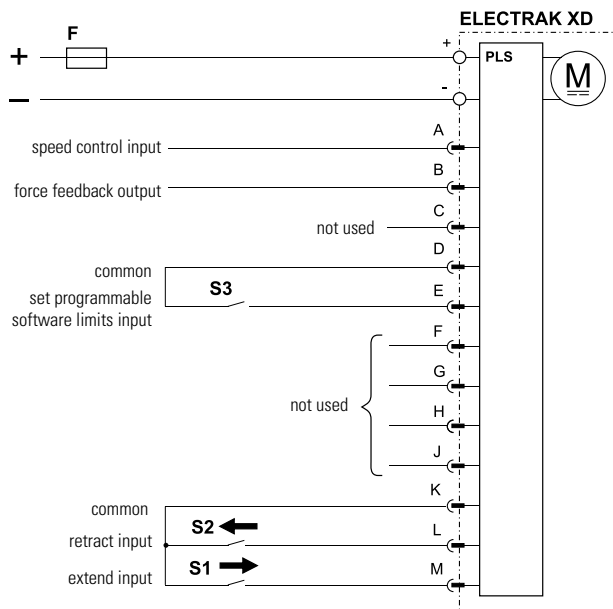 ELECTRAK XD
F
+
+
PLS
M
–
-
A
speed control input
B
force feedback output
C
not used
D
common
S3
E
set programmable
software limits input
F
G
not used
H
J
K
common
S2
L
retract input
S1
M
extend input